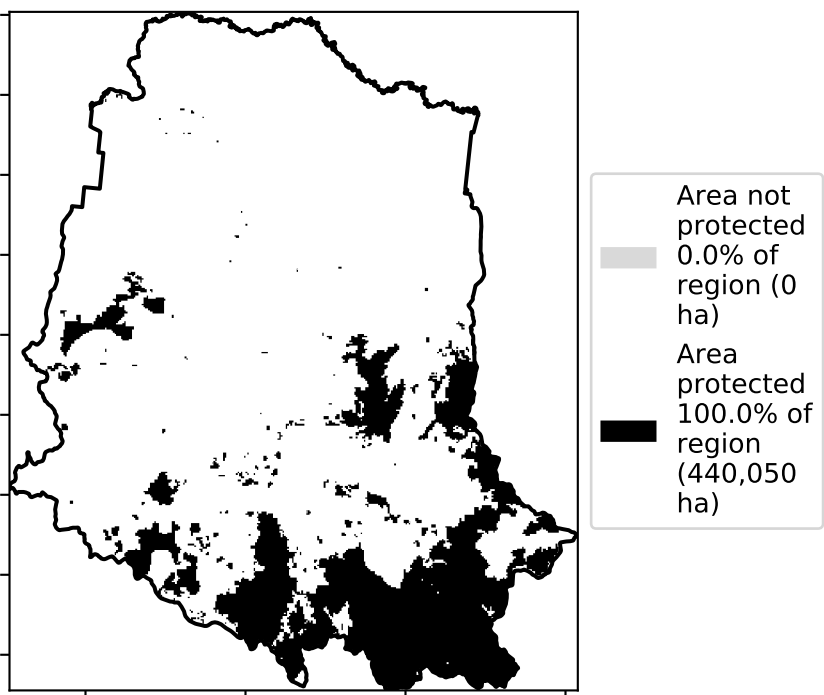 Area not
protected
0.0% of
region (0
ha)
Area
protected
100.0% of
region
(440,050
ha)